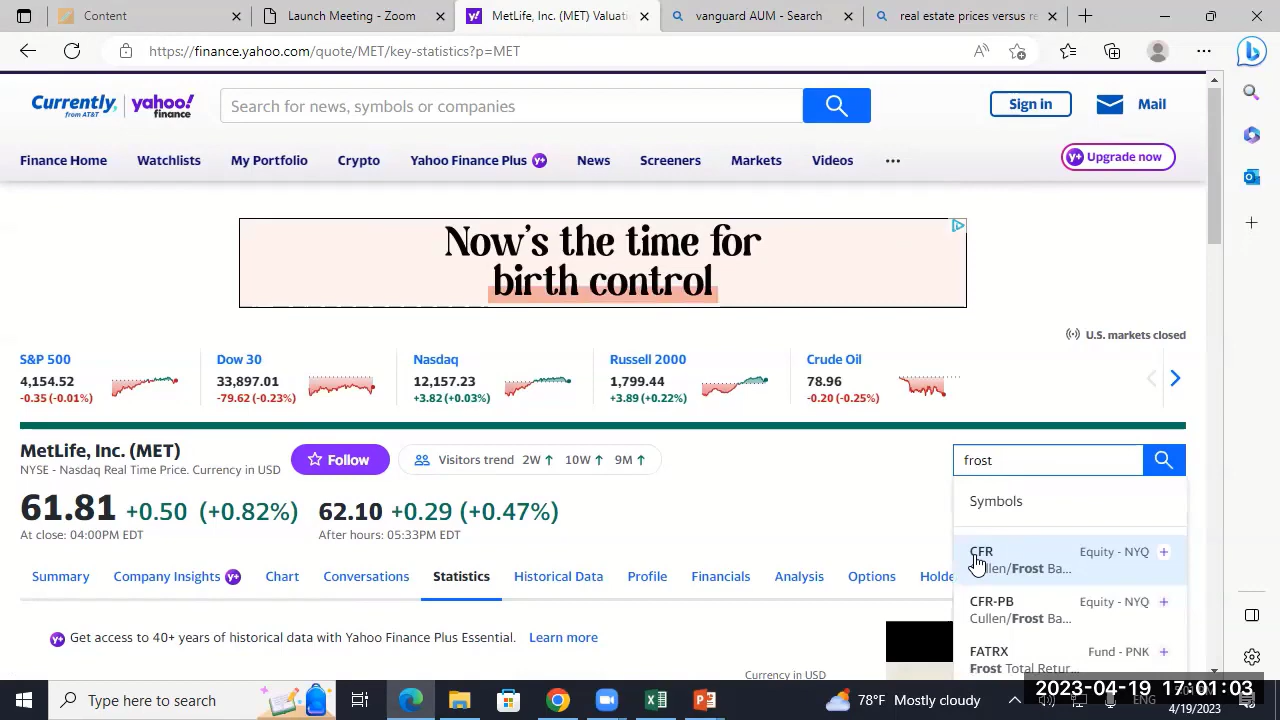 Content
Launch Meeting - Zoom
MetLife, Inc. (MET) Valuati
vanguard AUM - Search
real estate prices versus re
https://finance.yahoo.com/quote/MET/key-statistics?p=MET
Currently, from AT&T yahoo! finance
Search for news, symbols or companies
Sign in
Mail
Finance Home Watchlists My Portfolio Crypto Yahoo Finance Plus News Screeners Markets Videos ...
Upgrade now
Now's the time for
birth control
U.S. markets closed
S&P 500
4,154.52
-0.35 (-0.01%)
Dow 30
33,897.01
-79.62 (-0.23%)
Nasdaq
12,157.23
+3.82 (+0.03%)
Russell 2000
1,799.44
+3.89 (+0.22%)
Crude Oil
78.96
-0.20 (-0.25%)
MetLife, Inc. (MET)
NYSE - Nasdaq Real Time Price. Currency in USD
Follow
Visitors trend 2W 10W 9M
frost
61.81 +0.50 (+0.82%)
At close: 04:00PM EDT
62.10 +0.29 (+0.47%)
After hours: 05:33PM EDT
Symbols
CFR Equity - NYQ
Cullen/Frost Ba...
CFR-PB Equity - NYQ
Cullen/Frost Ba...
FATRX Fund - PNK
Frost Total Retur...
Summary Company Insights Chart Conversations Statistics Historical Data Profile Financials Analysis Options Holde
Get access to 40+ years of historical data with Yahoo Finance Plus Essential. Learn more
Currency in USD
Type here to search
78°F Mostly cloudy
ENG
2023-04-19 17:01:03
4/19/2023